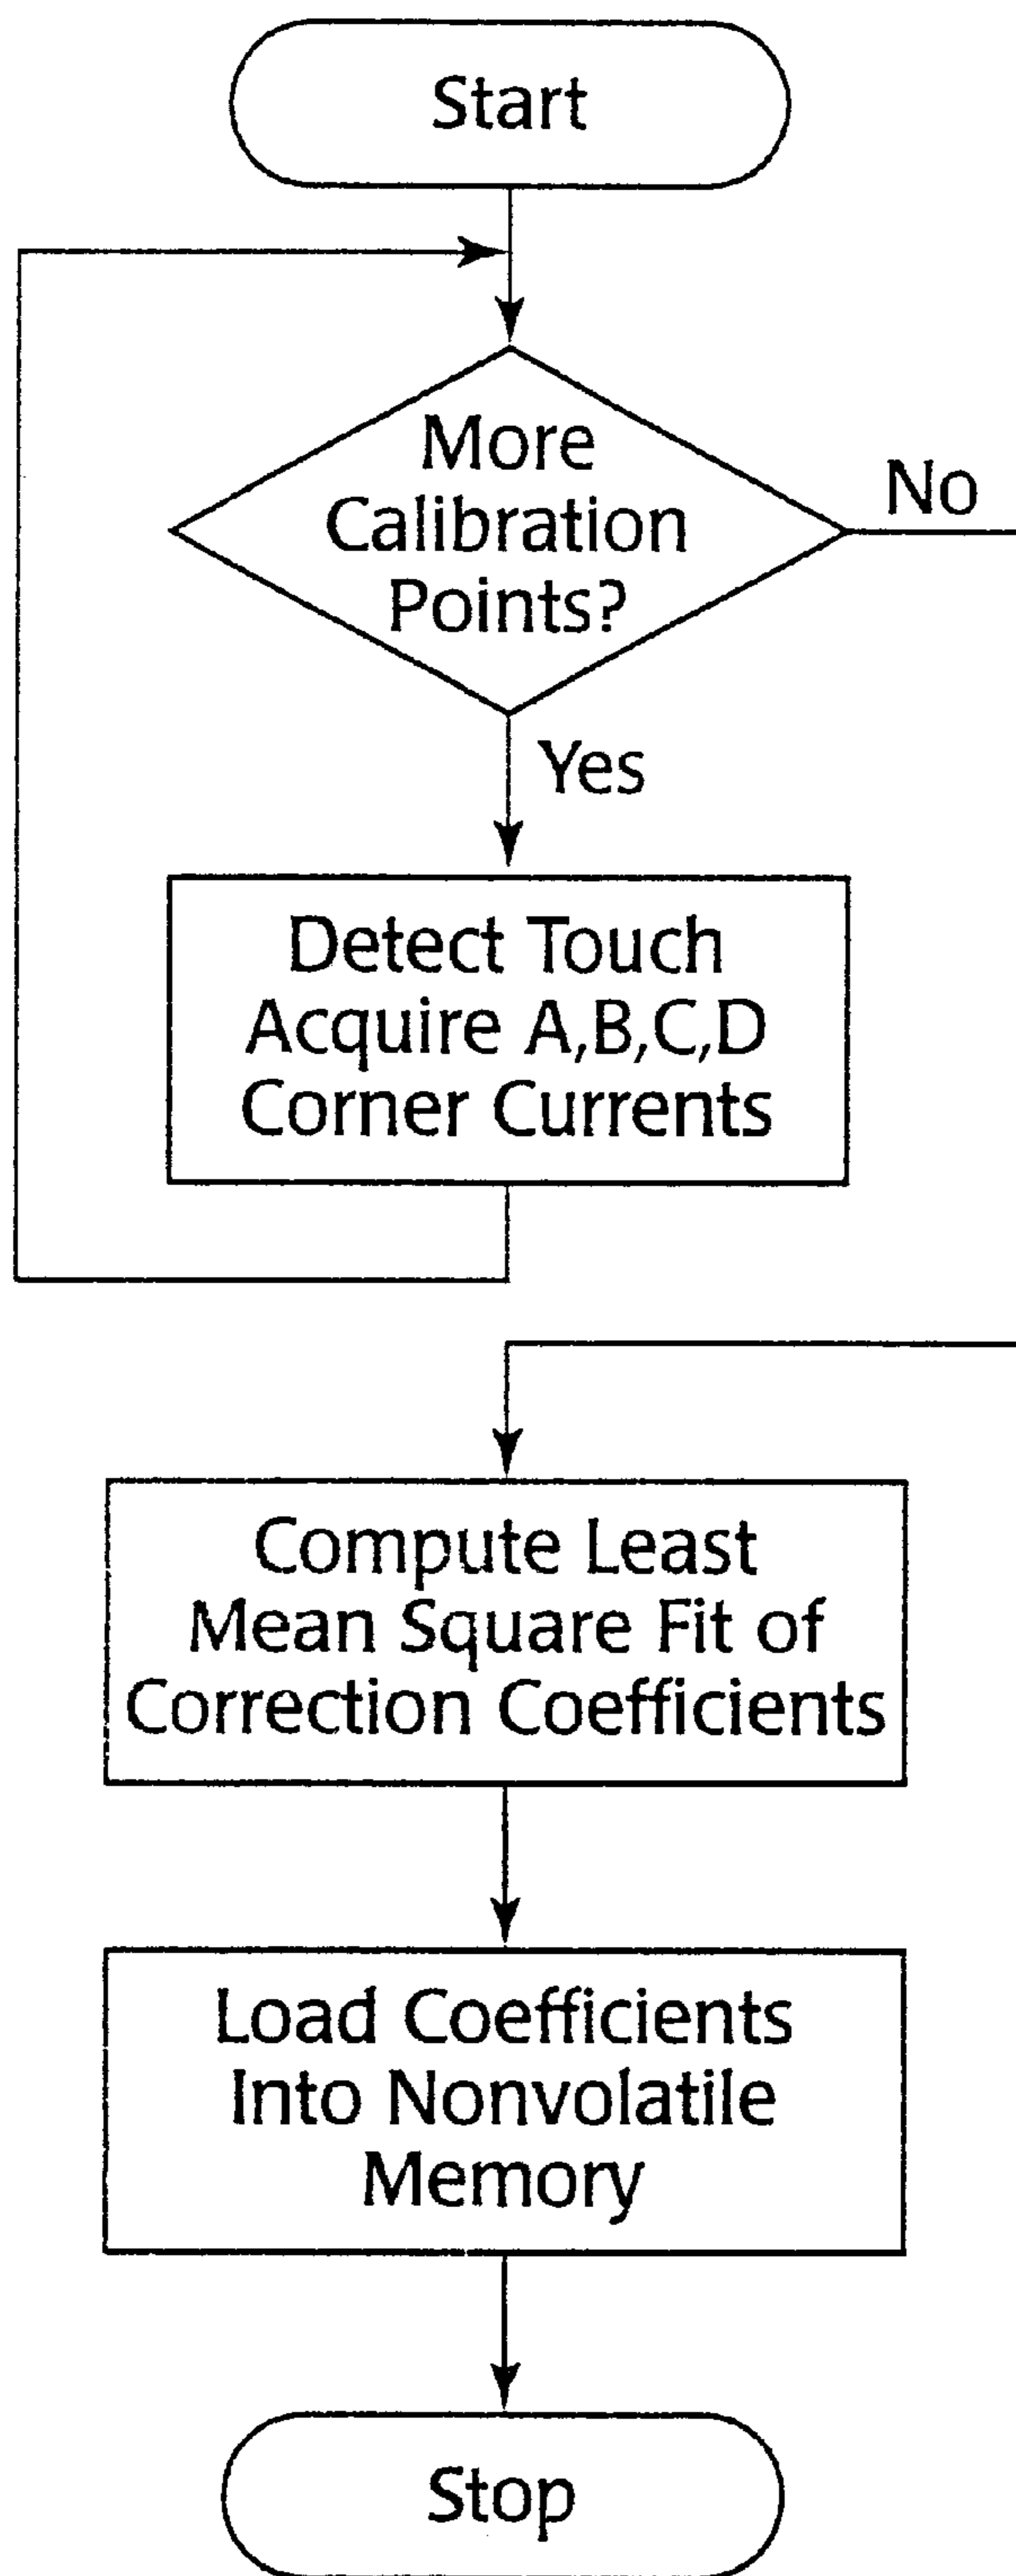 Start
More
Calibration
Points?
No
Yes
Detect Touch
Acquire A,B,C,D
Corner Currents
Compute Least
Mean Square Fit of
Correction Coefficients
Load Coefficients
Into Nonvolatile
Memory
Stop